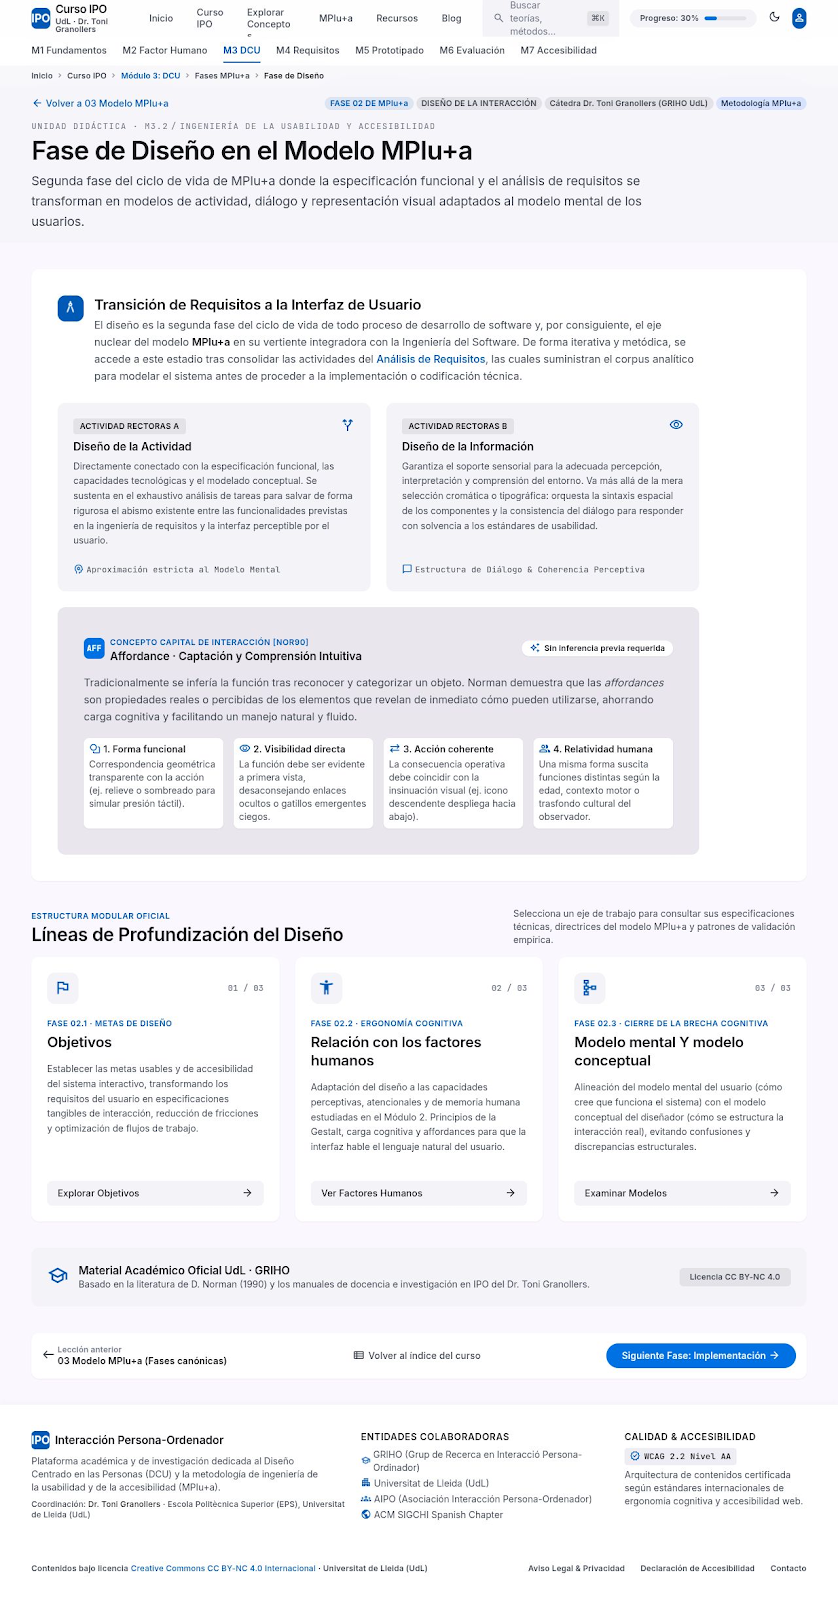 IPO
Curso IPO
UdL · Dr. Toni
Granollers
Inicio
Curso
IPO
Explorar
Concepto
s
MPIu+a
Recursos
Blog
Buscar
teorías,
métodos...
⌘K
Progreso: 30%
M1 Fundamentos
M2 Factor Humano
M3 DCU
M4 Requisitos
M5 Prototipado
M6 Evaluación
M7 Accesibilidad
Inicio > Curso IPO > Módulo 3: DCU > Fases MPIu+a > Fase de Diseño
← Volver a 03 Modelo MPIu+a
FASE 02 DE MPIu+a
DISEÑO DE LA INTERACCIÓN
Cátedra Dr. Toni Granollers (GRIHO UdL)
Metodología MPIu+a
UNIDAD DIDÁCTICA · M3.2 / INGENIERÍA DE LA USABILIDAD Y ACCESIBILIDAD
Fase de Diseño en el Modelo MPIu+a
Segunda fase del ciclo de vida de MPIu+a donde la especificación funcional y el análisis de requisitos se
transforman en modelos de actividad, diálogo y representación visual adaptados al modelo mental de los
usuarios.
Transición de Requisitos a la Interfaz de Usuario
El diseño es la segunda fase del ciclo de vida de todo proceso de desarrollo de software y, por consiguiente, el eje
nuclear del modelo MPIu+a en su vertiente integradora con la Ingeniería del Software. De forma iterativa y metódica, se
accede a este estadio tras consolidar las actividades del Análisis de Requisitos, las cuales suministran el corpus analítico
para modelar el sistema antes de proceder a la implementación o codificación técnica.
ACTIVIDAD RECTORAS A
Diseño de la Actividad
Directamente conectado con la especificación funcional, las
capacidades tecnológicas y el modelado conceptual. Se
sustenta en el exhaustivo análisis de tareas para salvar de forma
rigurosa el abismo existente entre las funcionalidades previstas
en la ingeniería de requisitos y la interfaz perceptible por el
usuario.
Aproximación estricta al Modelo Mental
ACTIVIDAD RECTORAS B
Diseño de la Información
Garantiza el soporte sensorial para la adecuada percepción,
interpretación y comprensión del entorno. Va más allá de la mera
selección cromática o tipográfica: orquesta la sintaxis espacial
de los componentes y la consistencia del diálogo para responder
con solvencia a los estándares de usabilidad.
Estructura de Diálogo & Coherencia Perceptiva
AFF
CONCEPTO CAPITAL DE INTERACCIÓN [NOR90]
Affordance · Captación y Comprensión Intuitiva
Sin inferencia previa requerida
Tradicionalmente se infería la función tras reconocer y categorizar un objeto. Norman demuestra que las affordances
son propiedades reales o percibidas de los elementos que revelan de inmediato cómo pueden utilizarse, ahorrando
carga cognitiva y facilitando un manejo natural y fluido.
1. Forma funcional
Correspondencia geométrica
transparente con la acción
(ej. relieve o sombreado para
simular presión táctil).
2. Visibilidad directa
La función debe ser evidente
a primera vista,
desaconsejando enlaces
ocultos o gatillos emergentes
ciegos.
3. Acción coherente
La consecuencia operativa
debe coincidir con la
insinuación visual (ej. icono
descendente despliega hacia
abajo).
4. Relatividad humana
Una misma forma suscita
funciones distintas según la
edad, contexto motor o
trasfondo cultural del
observador.
ESTRUCTURA MODULAR OFICIAL
Líneas de Profundización del Diseño
Selecciona un eje de trabajo para consultar sus especificaciones
técnicas, directrices del modelo MPIu+a y patrones de validación
empírica.
01 / 03
FASE 02.1 · METAS DE DISEÑO
Objetivos
Establecer las metas usables y de accesibilidad
del sistema interactivo, transformando los
requisitos del usuario en especificaciones
tangibles de interacción, reducción de fricciones
y optimización de flujos de trabajo.
Explorar Objetivos →
02 / 03
FASE 02.2 · ERGONOMÍA COGNITIVA
Relación con los factores
humanos
Adaptación del diseño a las capacidades
perceptivas, atencionales y de memoria humana
estudiadas en el Módulo 2. Principios de la
Gestalt, carga cognitiva y affordances para que la
interfaz hable el lenguaje natural del usuario.
Ver Factores Humanos →
03 / 03
FASE 02.3 · CIERRE DE LA BRECHA COGNITIVA
Modelo mental Y modelo
conceptual
Alineación del modelo mental del usuario (cómo
cree que funciona el sistema) con el modelo
conceptual del diseñador (cómo se estructura la
interacción real), evitando confusiones y
discrepancias estructurales.
Examinar Modelos →
Material Académico Oficial UdL · GRIHO
Basado en la literatura de D. Norman (1990) y los manuales de docencia e investigación en IPO del Dr. Toni Granollers.
Licencia CC BY-NC 4.0
← Lección anterior
03 Modelo MPIu+a (Fases canónicas)
Volver al índice del curso
Siguiente Fase: Implementación →
IPO
Interacción Persona-Ordenador
Plataforma académica y de investigación dedicada al Diseño
Centrado en las Personas (DCU) y la metodología de ingeniería de
la usabilidad y de la accesibilidad (MPIu+a).
Coordinación: Dr. Toni Granollers · Escola Politècnica Superior (EPS), Universitat
de Lleida (UdL)
ENTIDADES COLABORADORAS
GRIHO (Grup de Recerca en Interacció Persona-
Ordinador)
Universitat de Lleida (UdL)
AIPO (Asociación Interacción Persona-Ordenador)
ACM SIGCHI Spanish Chapter
CALIDAD & ACCESIBILIDAD
WCAG 2.2 Nivel AA
Arquitectura de contenidos certificada
según estándares internacionales de
ergonomía cognitiva y accesibilidad web.
Contenidos bajo licencia Creative Commons CC BY-NC 4.0 Internacional · Universitat de Lleida (UdL)
Aviso Legal & Privacidad
Declaración de Accesibilidad
Contacto